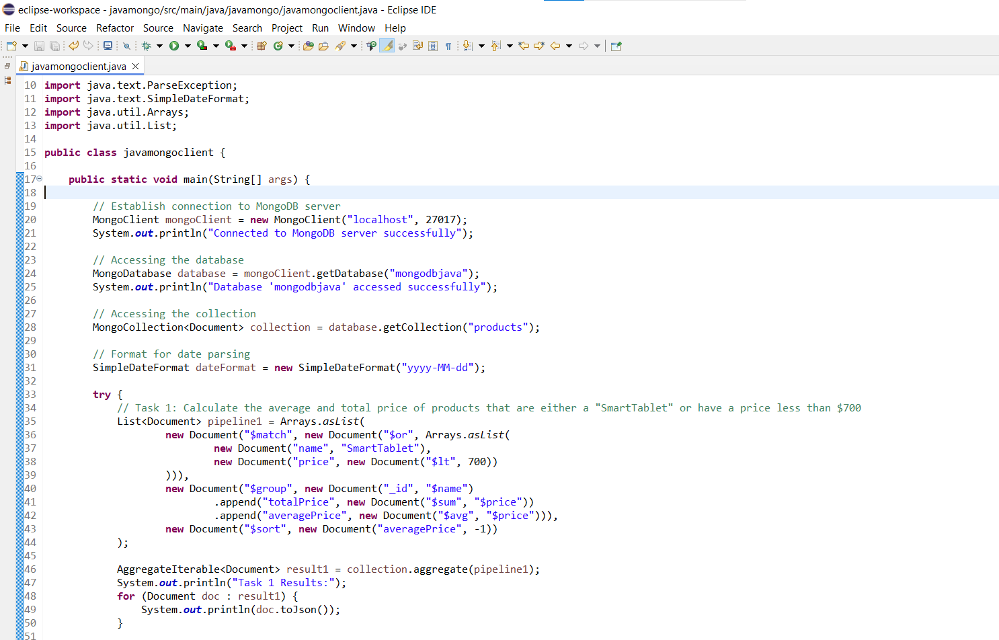 eclipse-workspace - javamongo/src/main/java/javamongo/javamongoclient.java - Eclipse IDE
File Edit Source Refactor Source Navigate Search Project Run Window Help
javamongoclient.java
10 import java.text.ParseException;
11 import java.text.SimpleDateFormat;
12 import java.util.Arrays;
13 import java.util.List;
14
15 public class javamongoclient {
16
17     public static void main(String[] args) {
18
19         // Establish connection to MongoDB server
20         MongoClient mongoClient = new MongoClient("localhost", 27017);
21         System.out.println("Connected to MongoDB server successfully");
22
23         // Accessing the database
24         MongoDatabase database = mongoClient.getDatabase("mongodbjava");
25         System.out.println("Database 'mongodbjava' accessed successfully");
26
27         // Accessing the collection
28         MongoCollection<Document> collection = database.getCollection("products");
29
30         // Format for date parsing
31         SimpleDateFormat dateFormat = new SimpleDateFormat("yyyy-MM-dd");
32
33         try {
34             // Task 1: Calculate the average and total price of products that are either a "SmartTablet" or have a price less than $700
35             List<Document> pipeline1 = Arrays.asList(
36                     new Document("$match", new Document("$or", Arrays.asList(
37                             new Document("name", "SmartTablet"),
38                             new Document("price", new Document("$lt", 700))
39                     ))),
40                     new Document("$group", new Document("_id", "$name")
41                             .append("totalPrice", new Document("$sum", "$price"))
42                             .append("averagePrice", new Document("$avg", "$price"))),
43                     new Document("$sort", new Document("averagePrice", -1))
44             );
45
46             AggregateIterable<Document> result1 = collection.aggregate(pipeline1);
47             System.out.println("Task 1 Results:");
48             for (Document doc : result1) {
49                 System.out.println(doc.toJson());
50             }
51